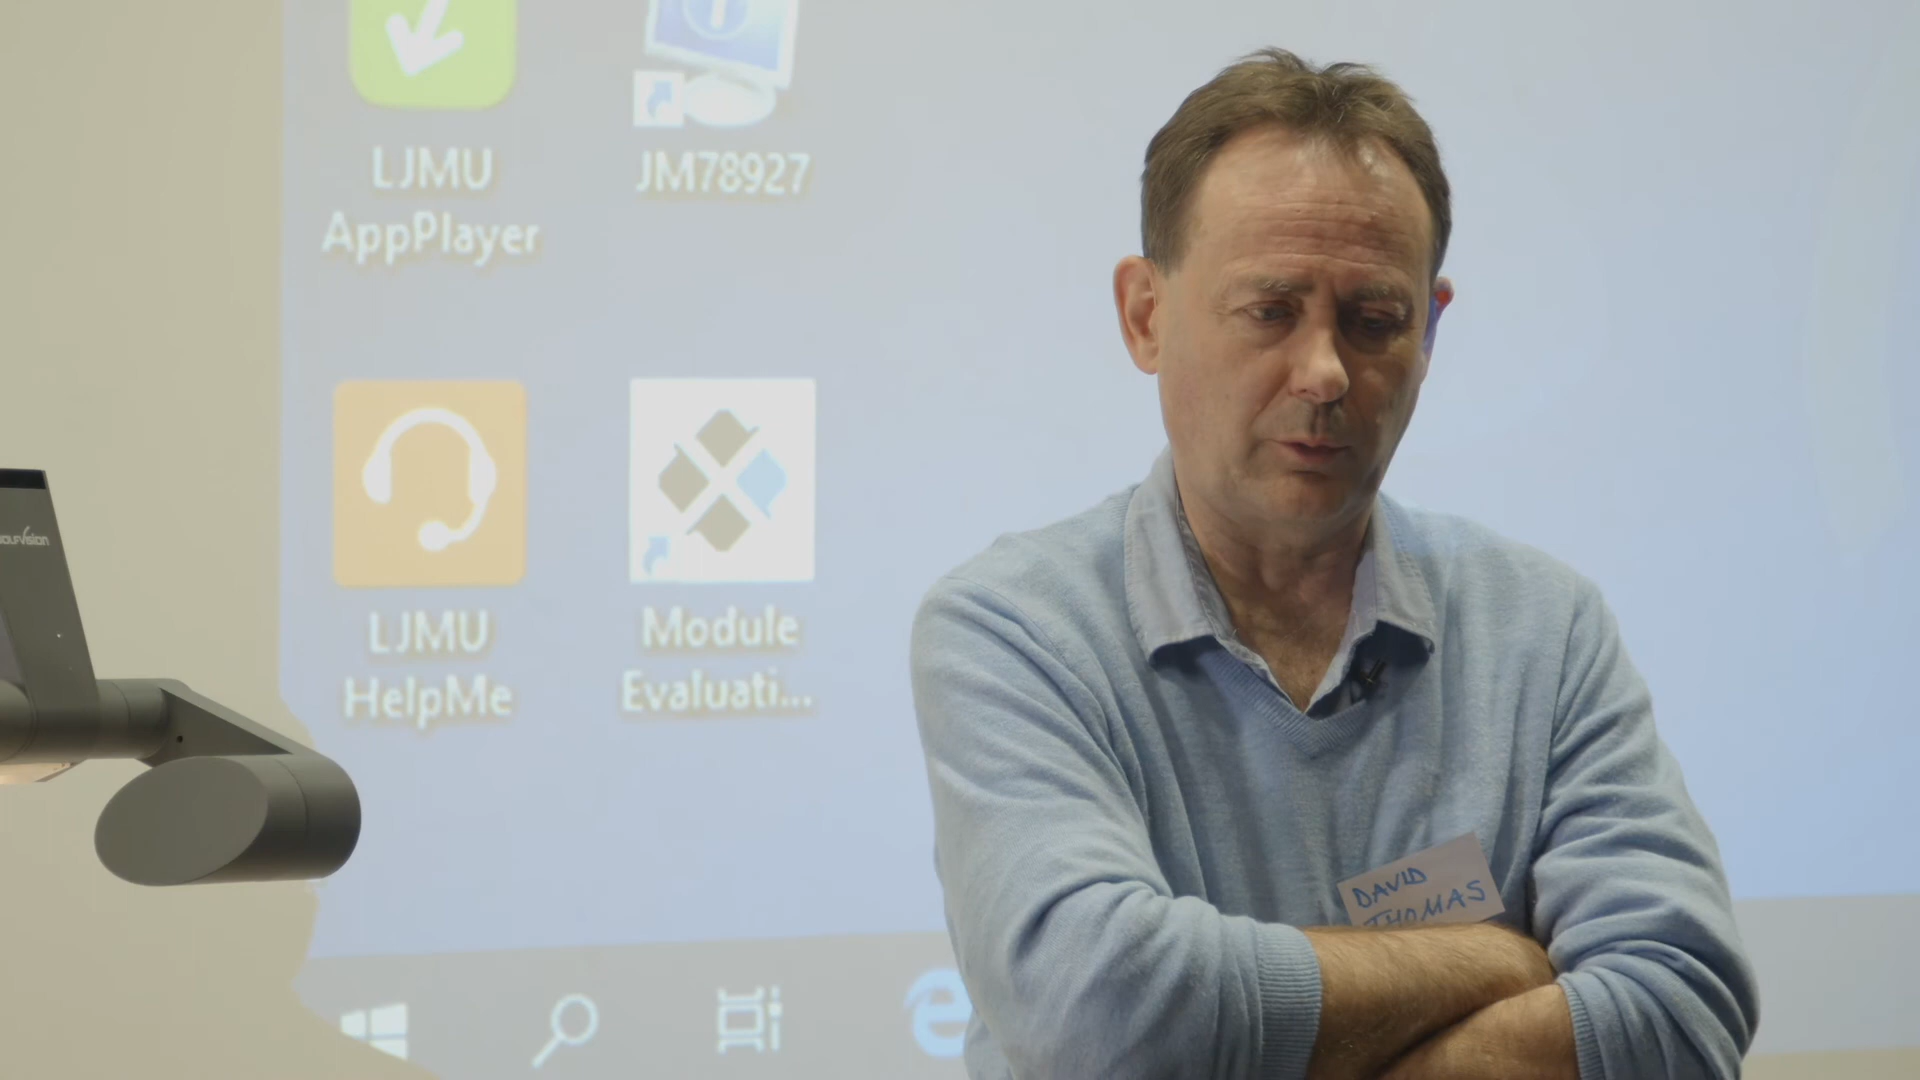 LJMU
AppPlayer
JM78927
LJMU
HelpMe
Module
Evaluati...
DAVID
THOMAS